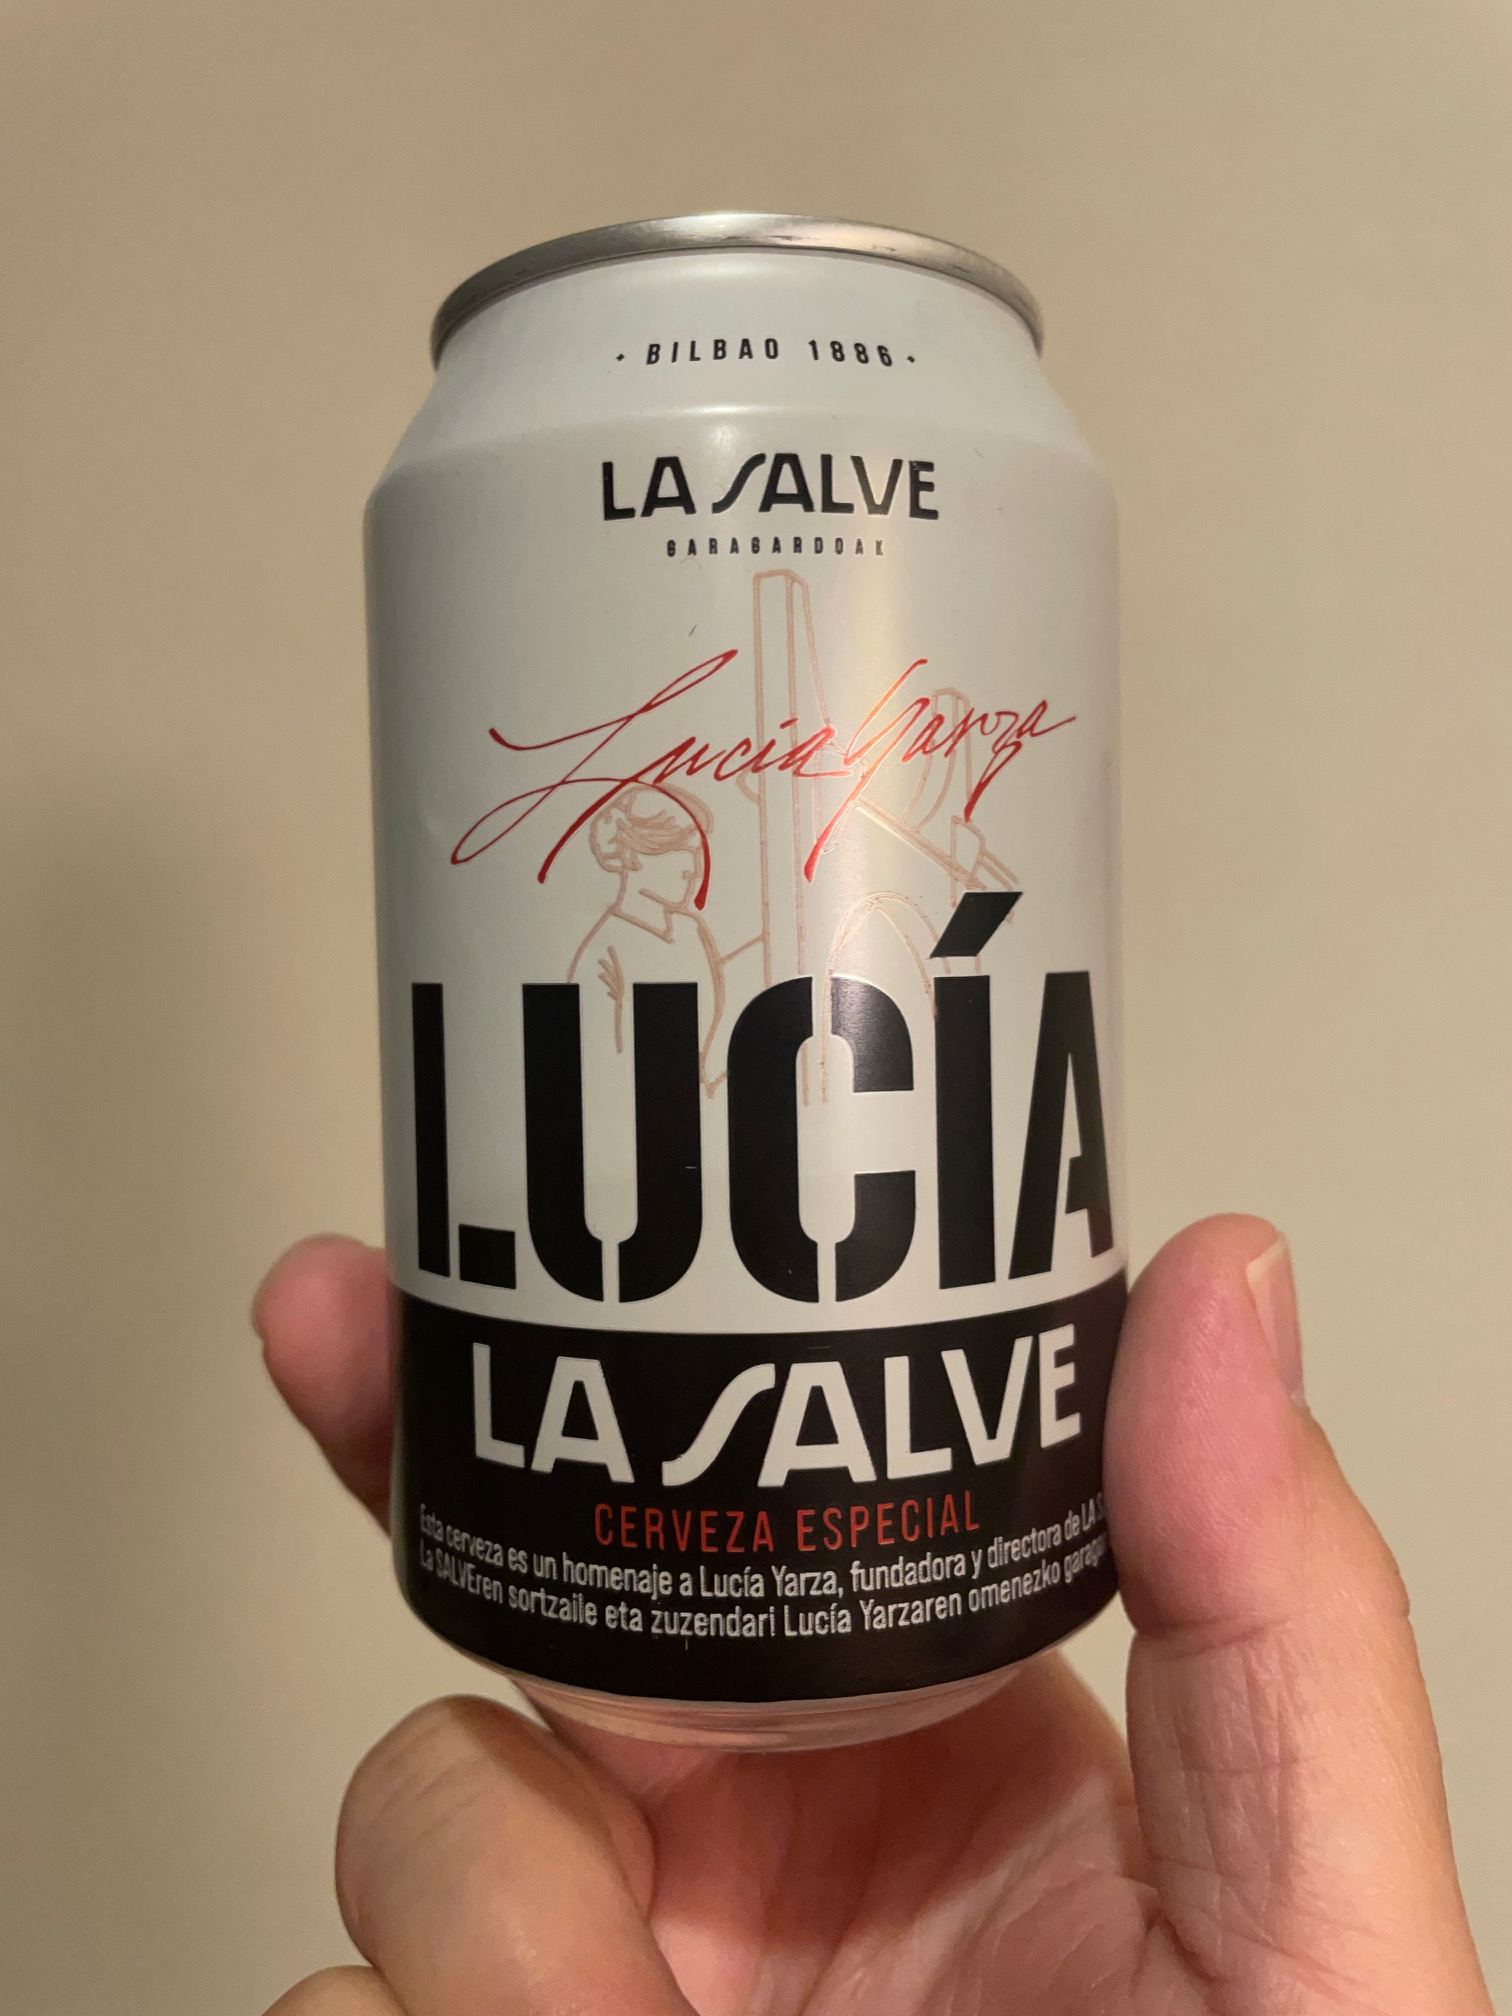 · BILBAO 1886 ·
LA SALVE
GARAGARDOAK
Lucía Yarza
LUCÍA
LA SALVE
CERVEZA ESPECIAL
Esta cerveza es un homenaje a Lucía Yarza, fundadora y directora de LA
La SALVEren sortzaile eta zuzendari Lucía Yarzaren omenezko